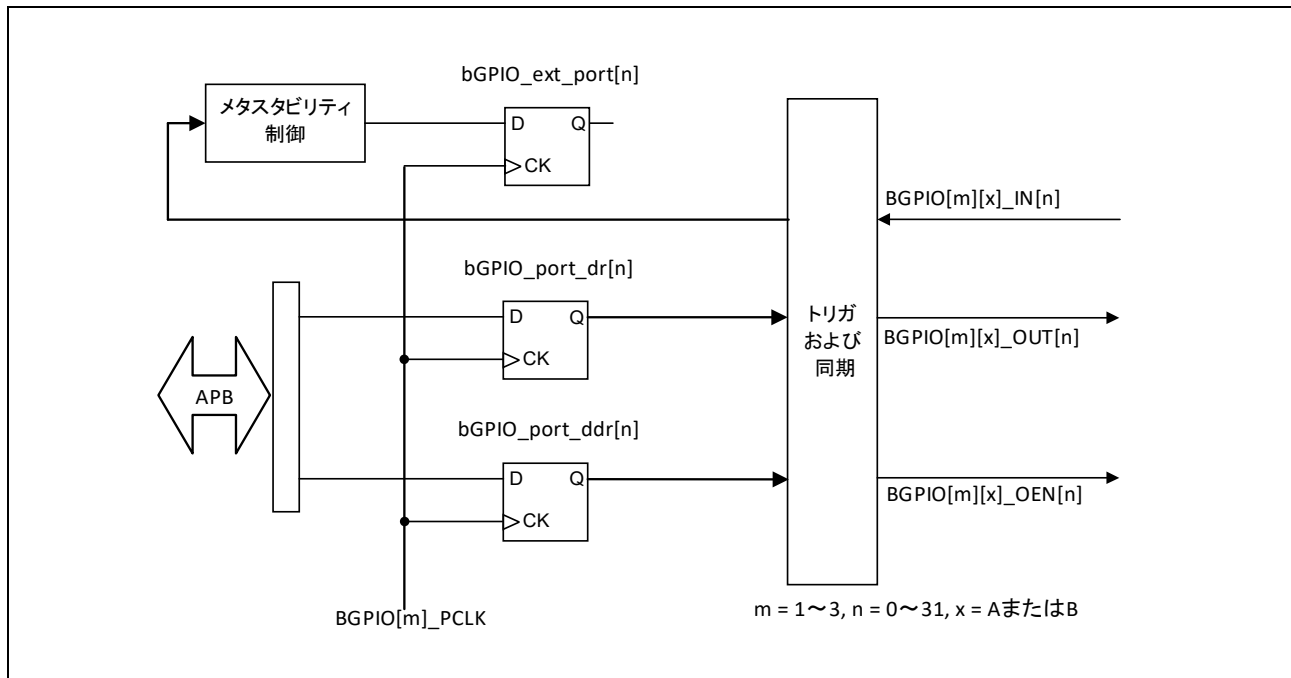 bGPIO_ext_port[n]
メタスタビリティ
制御
D
Q
CK
BGPIO[m][x]_IN[n]
bGPIO_port_dr[n]
D
Q
CK
トリガ
および
同期
BGPIO[m][x]_OUT[n]
APB
bGPIO_port_ddr[n]
D
Q
CK
BGPIO[m][x]_OEN[n]
BGPIO[m]_PCLK
m = 1～3, n = 0～31, x = AまたはB